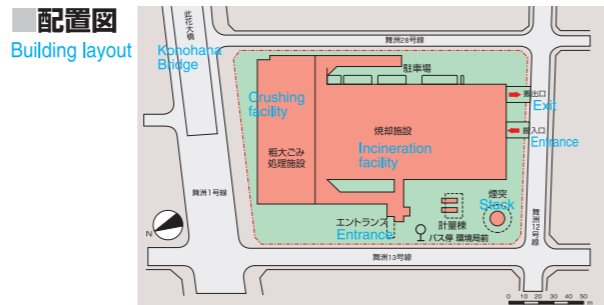 配置図
Building layout
此花大橋
Konohana
Bridge
舞洲28号線
駐車場
Crushing
facility
搬出口
Exit
焼却施設
Incineration
facility
搬入口
Entrance
粗大ごみ
処理施設
舞洲1号線
煙突
Stack
エントランス
Entrance
計量棟
バス停 環境局前
舞洲12号線
N
舞洲13号線
0 10 20 30 40 50
m